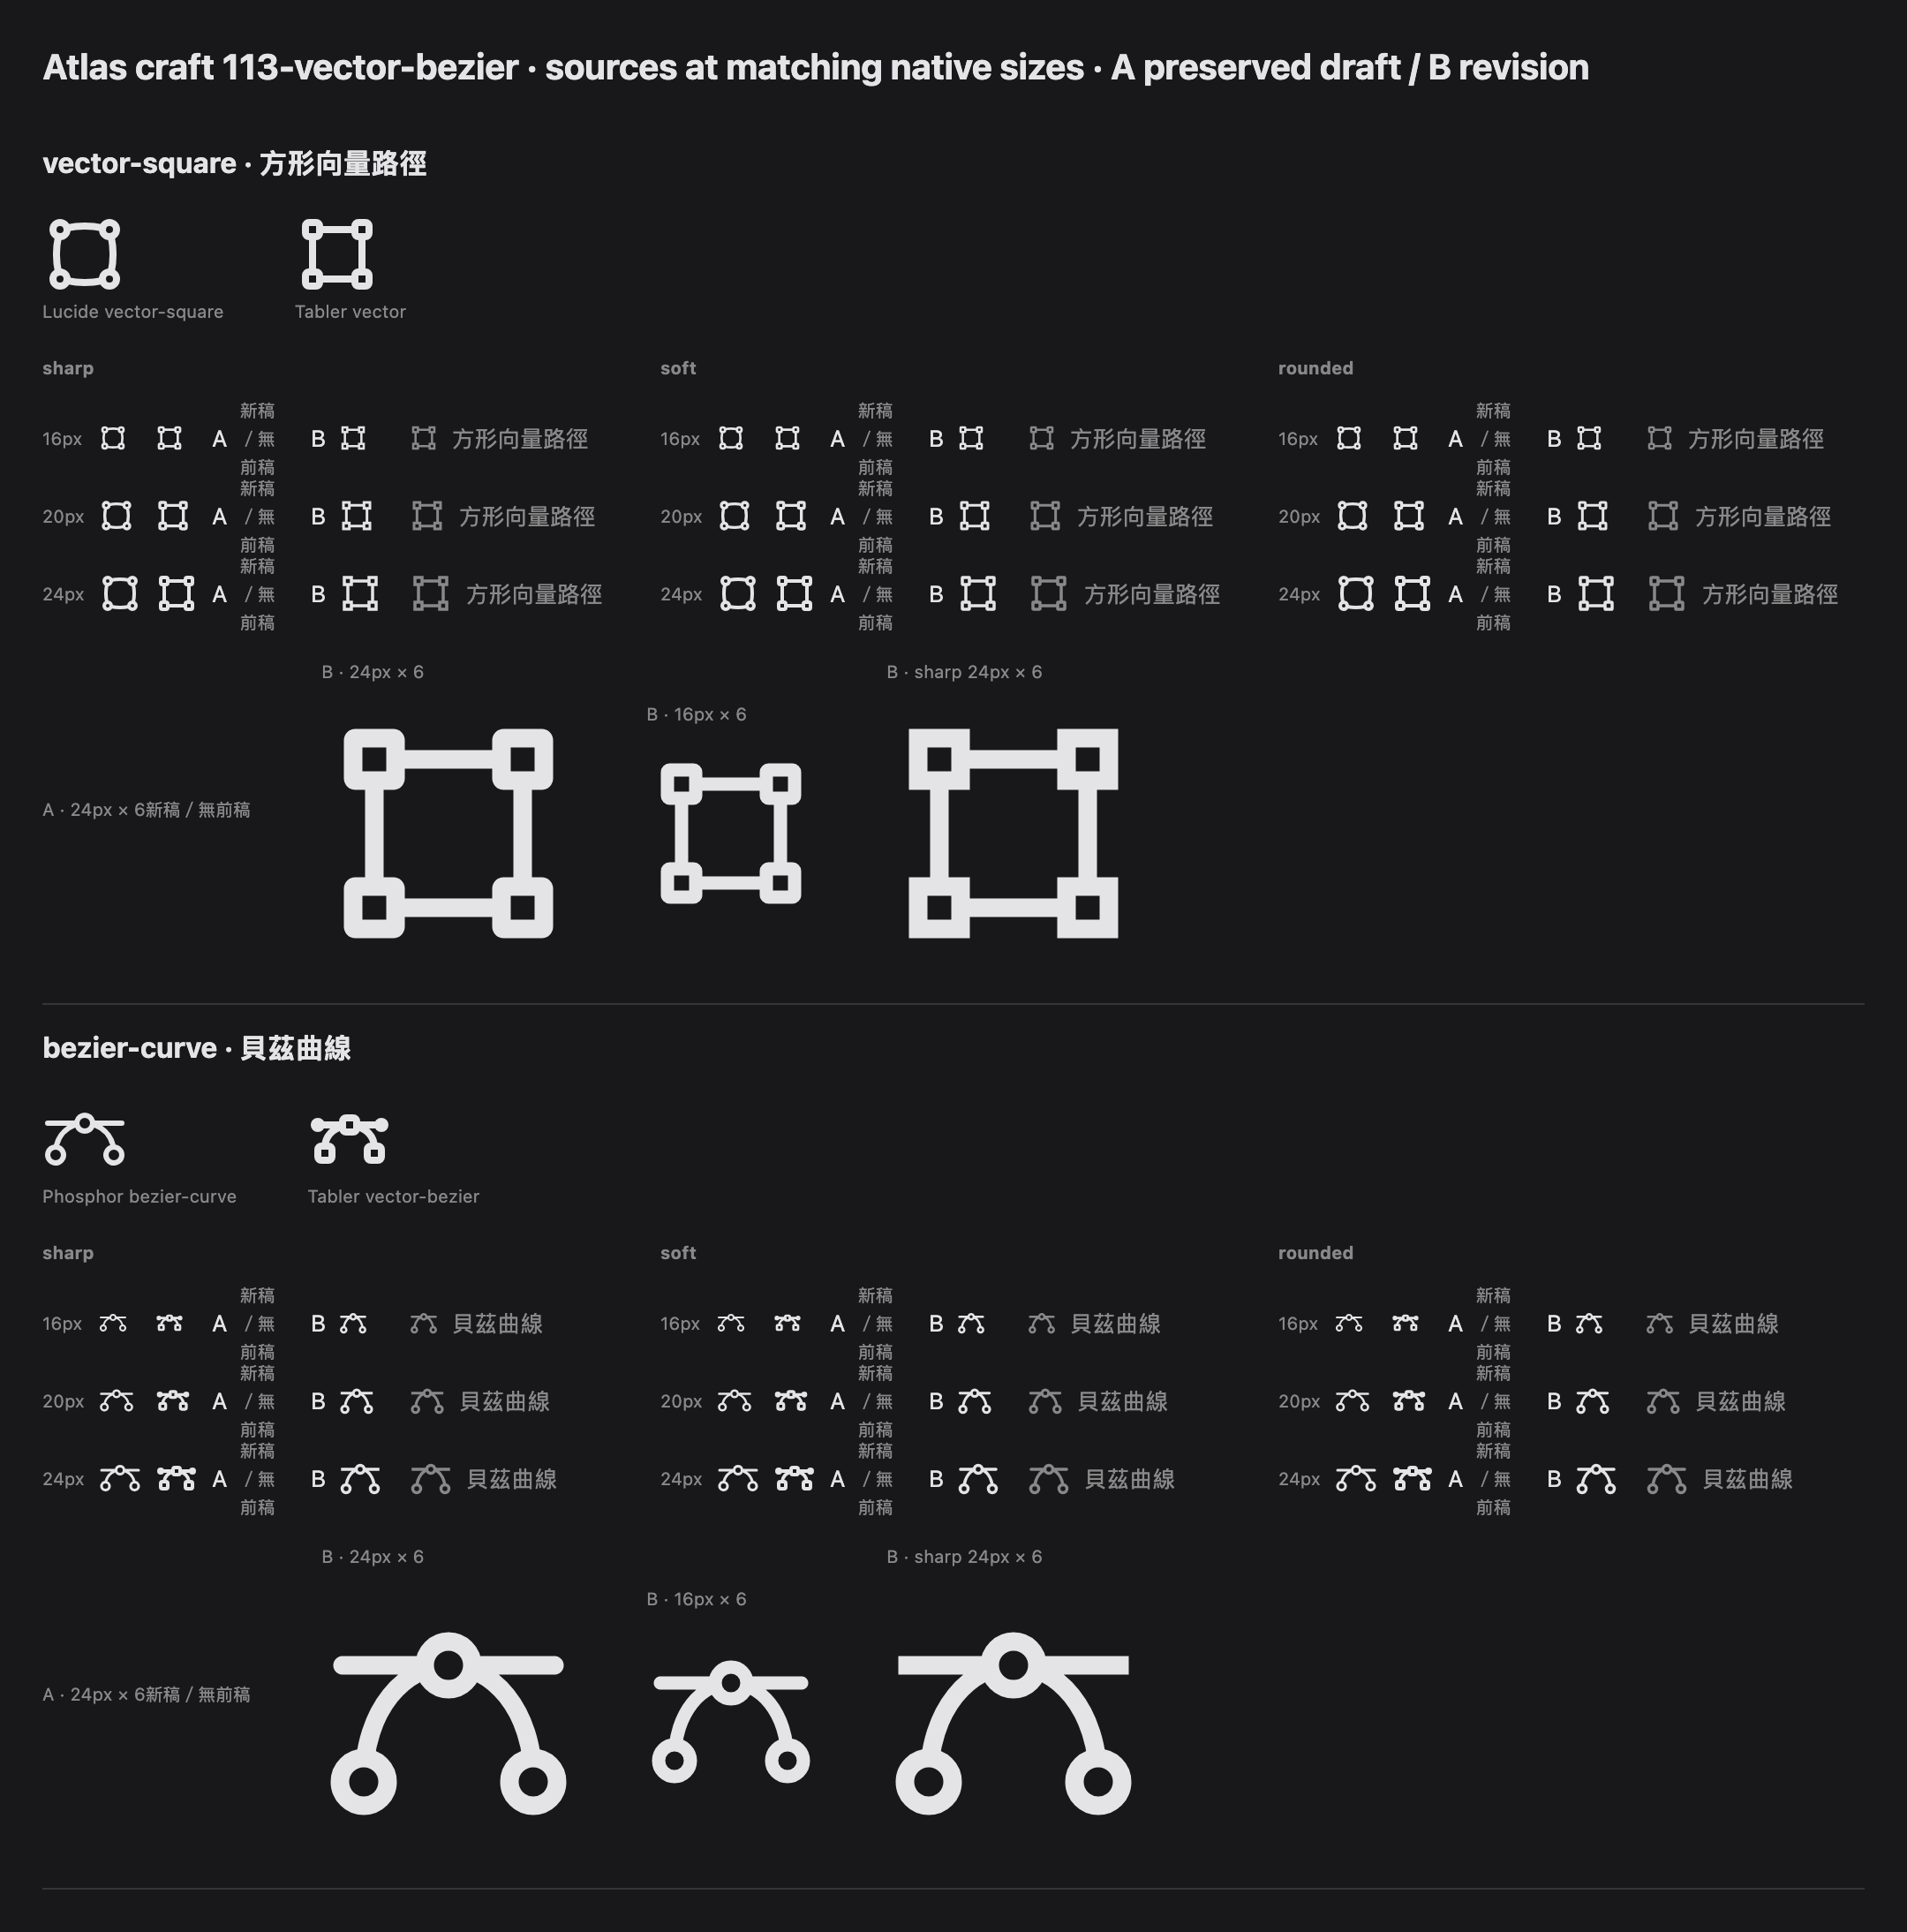 Atlas craft 113-vector-bezier · sources at matching native sizes · A preserved draft / B revision
vector-square · 方形向量路徑
Lucide vector-square
Tabler vector
sharp
16px A 新稿 / 無前稿 B 方形向量路徑
20px A 新稿 / 無前稿 B 方形向量路徑
24px A 新稿 / 無前稿 B 方形向量路徑
soft
16px A 新稿 / 無前稿 B 方形向量路徑
20px A 新稿 / 無前稿 B 方形向量路徑
24px A 新稿 / 無前稿 B 方形向量路徑
rounded
16px A 新稿 / 無前稿 B 方形向量路徑
20px A 新稿 / 無前稿 B 方形向量路徑
24px A 新稿 / 無前稿 B 方形向量路徑
A · 24px × 6新稿 / 無前稿
B · 24px × 6
B · 16px × 6
B · sharp 24px × 6
bezier-curve · 貝茲曲線
Phosphor bezier-curve
Tabler vector-bezier
sharp
16px A 新稿 / 無前稿 B 貝茲曲線
20px A 新稿 / 無前稿 B 貝茲曲線
24px A 新稿 / 無前稿 B 貝茲曲線
soft
16px A 新稿 / 無前稿 B 貝茲曲線
20px A 新稿 / 無前稿 B 貝茲曲線
24px A 新稿 / 無前稿 B 貝茲曲線
rounded
16px A 新稿 / 無前稿 B 貝茲曲線
20px A 新稿 / 無前稿 B 貝茲曲線
24px A 新稿 / 無前稿 B 貝茲曲線
A · 24px × 6新稿 / 無前稿
B · 24px × 6
B · 16px × 6
B · sharp 24px × 6